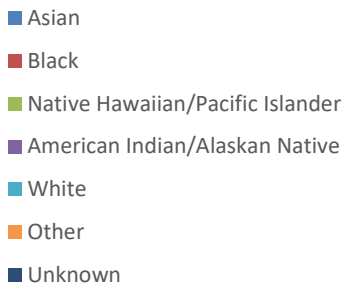 Asian
Black
Native Hawaiian/Pacific Islander
American Indian/Alaskan Native
White
Other
Unknown